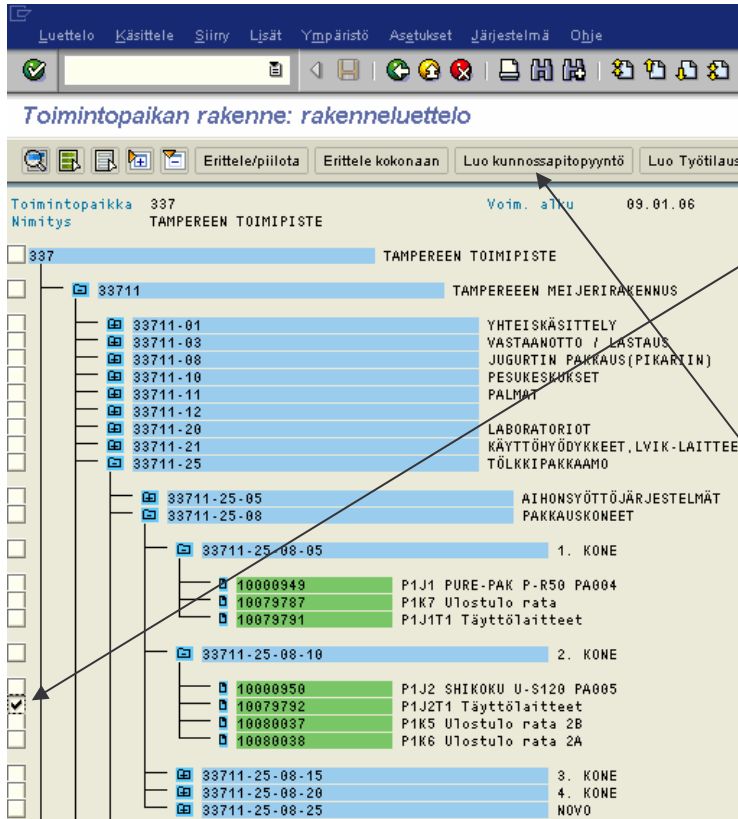 Luettelo Käsittele Siirry Lisät Ympäristö Asetukset Järjestelmä Ohje
Toimintopaikan rakenne: rakenneluettelo
Erittele/piilota Erittele kokonaan Luo kunnossapitopyyntö Luo Työtilaus
Toimintopaikka 337 Voim. alku 09.01.06
Nimitys TAMPEREEN TOIMIPISTE
337 TAMPEREEN TOIMIPISTE
33711 TAMPEREEEN MEIJERIRAKENNUS
33711-01 YHTEISKÄSITTELY
33711-03 VASTAANOTTO / LASTAUS
33711-08 JUGURTIN PAKKAUS(PIKARIIN)
33711-10 PESUKESKUKSET
33711-11 PALMAT
33711-12
33711-20 LABORATORIOT
33711-21 KÄYTTÖHYÖDYKKEET,LVIK-LAITTEE
33711-25 TÖLKKIPAKKAAMO
33711-25-05 AIHONSYÖTTÖJÄRJESTELMÄT
33711-25-08 PAKKAUSKONEET
33711-25-08-05 1. KONE
10000949 P1J1 PURE-PAK P-R50 PA004
10079787 P1K7 Ulostulo rata
10079791 P1J1T1 Täyttölaitteet
33711-25-08-10 2. KONE
10000950 P1J2 SHIKOKU U-S120 PA005
10079792 P1J2T1 Täyttölaitteet
10080037 P1K5 Ulostulo rata 2B
10080038 P1K6 Ulostulo rata 2A
33711-25-08-15 3. KONE
33711-25-08-20 4. KONE
33711-25-08-25 NOVO